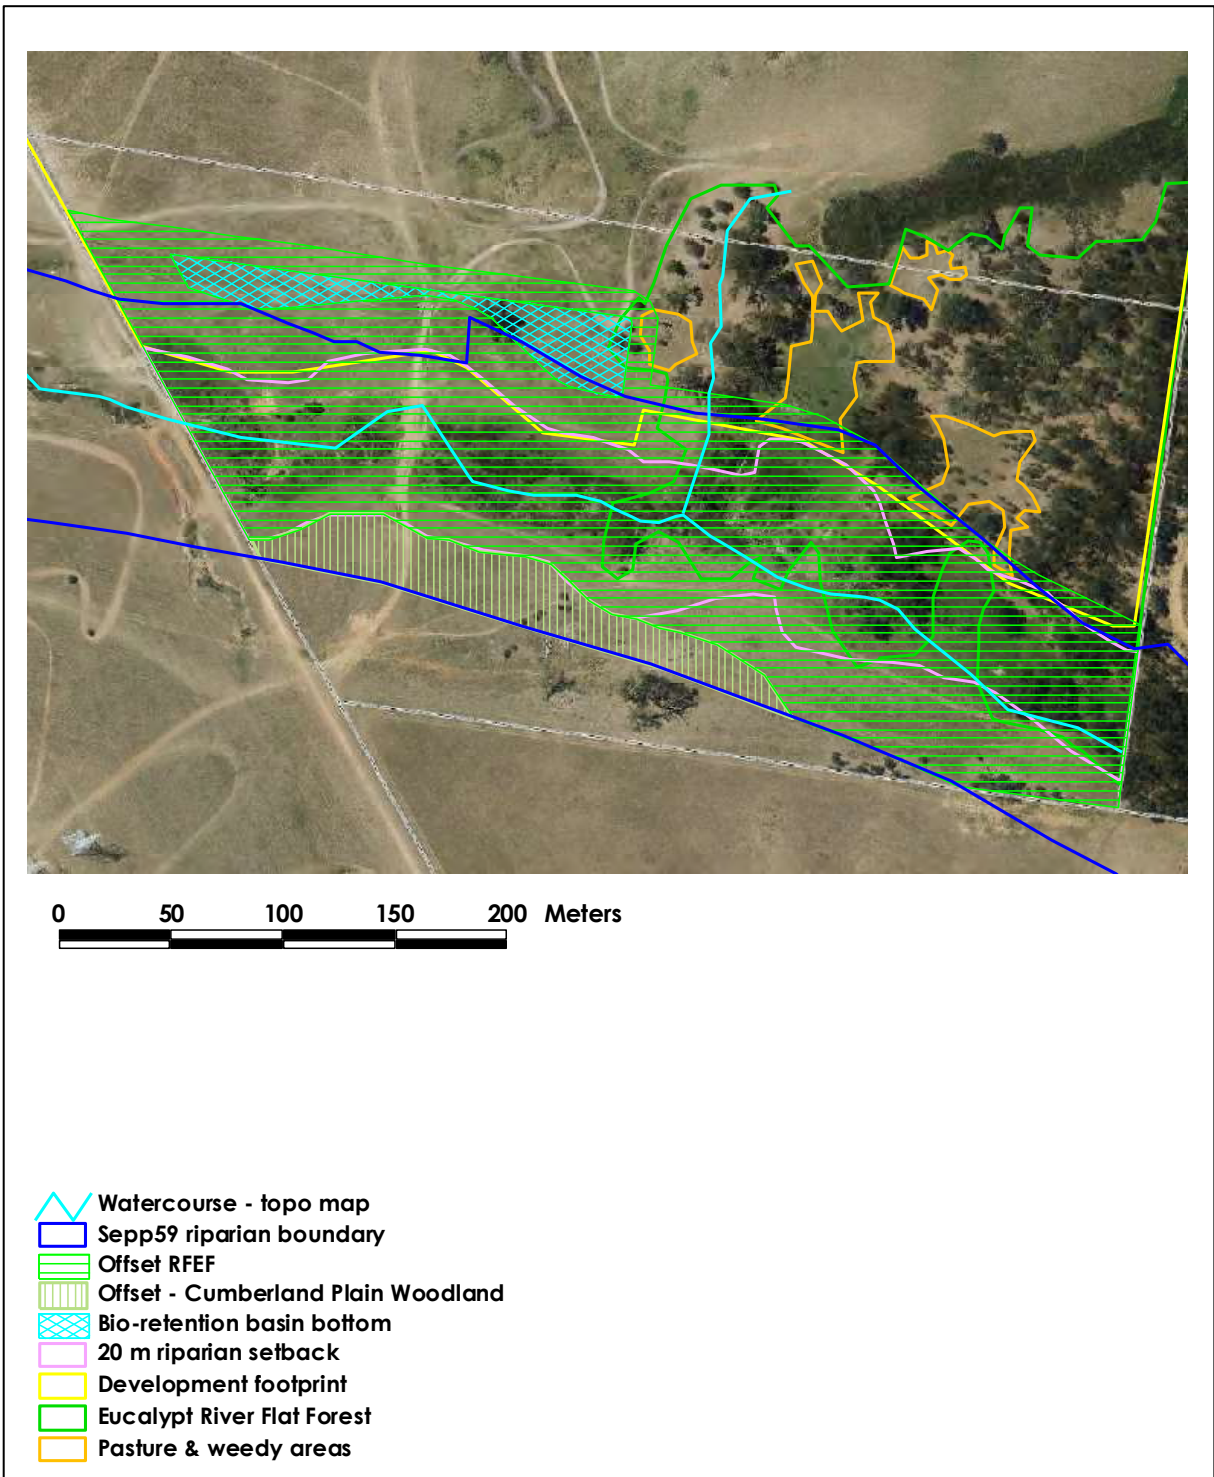 0 50 100 150 200 Meters
Watercourse - topo map
Sepp59 riparian boundary
Offset RFEF
Offset - Cumberland Plain Woodland
Bio-retention basin bottom
20 m riparian setback
Development footprint
Eucalypt River Flat Forest
Pasture & weedy areas